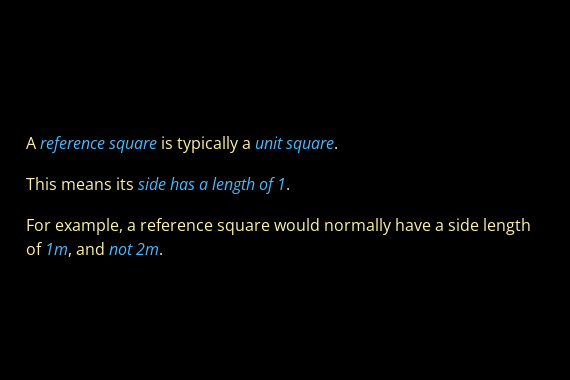 A reference square is typically a unit square.
This means its side has a length of 1.
For example, a reference square would normally have a side length
of 1m, and not 2m.